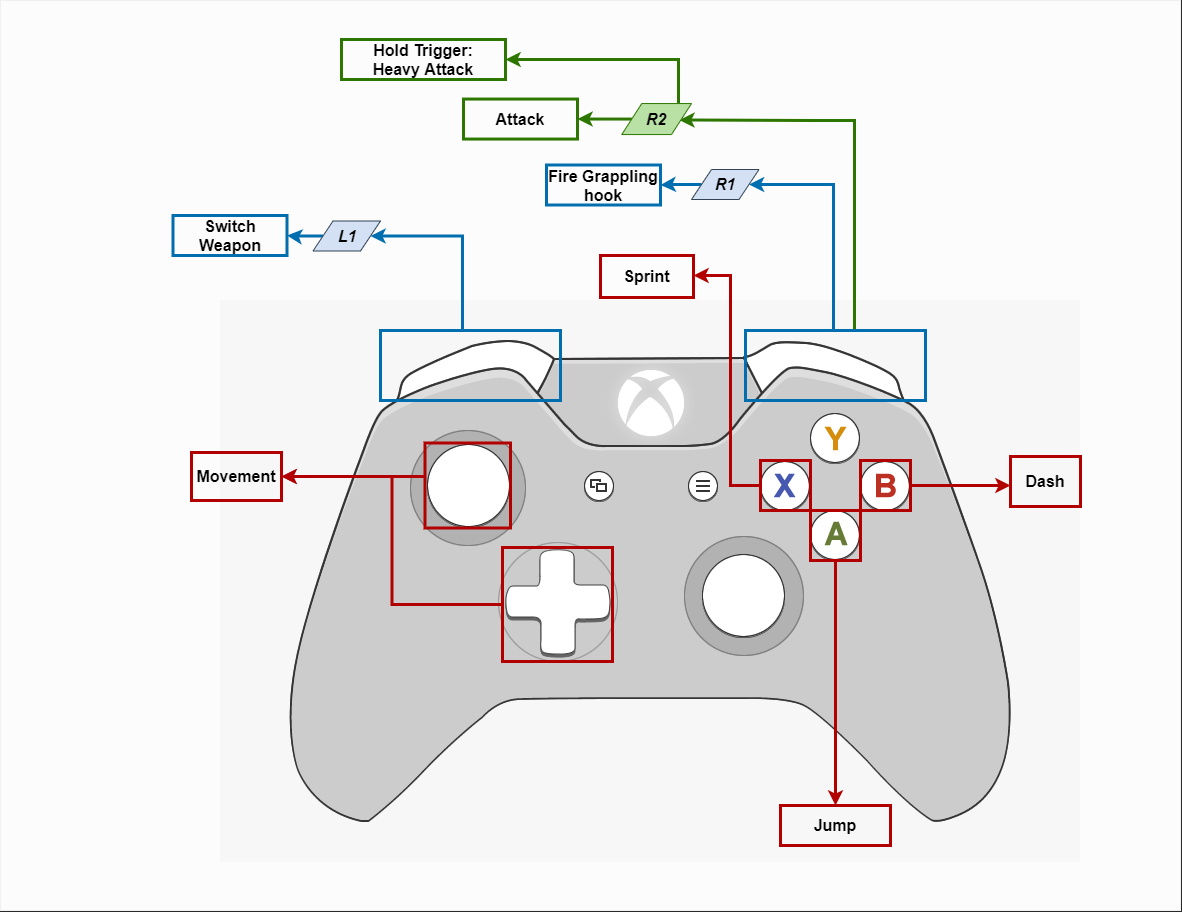 Hold Trigger:
Heavy Attack
Attack
R2
Fire Grappling
hook
R1
Switch
Weapon
L1
Sprint
Y
Movement
X
B
Dash
A
Jump